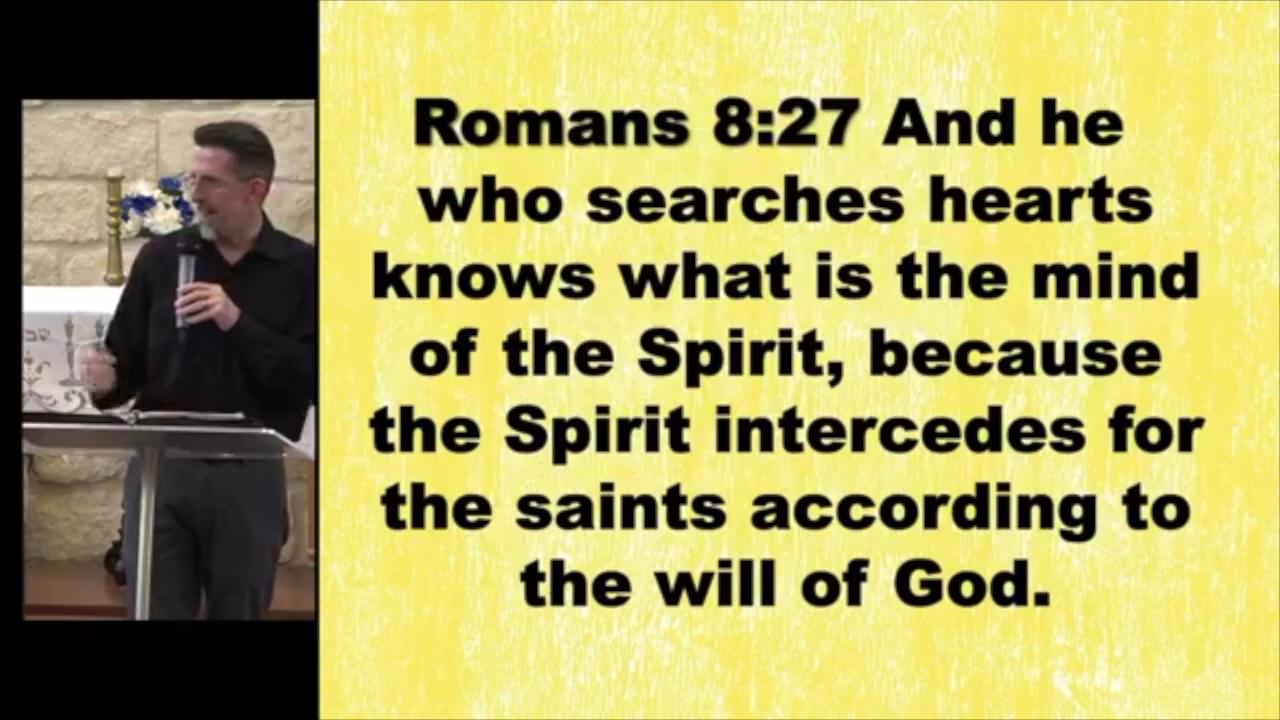 Romans 8:27 And he
who searches hearts
knows what is the mind
of the Spirit, because
the Spirit intercedes for
the saints according to
the will of God.